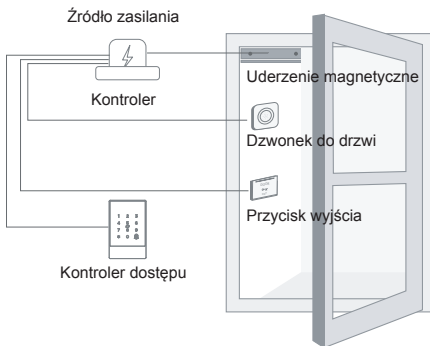 Źródło zasilania
Kontroler
Uderzenie magnetyczne
Dzwonek do drzwi
Przycisk wyjścia
Kontroler dostępu